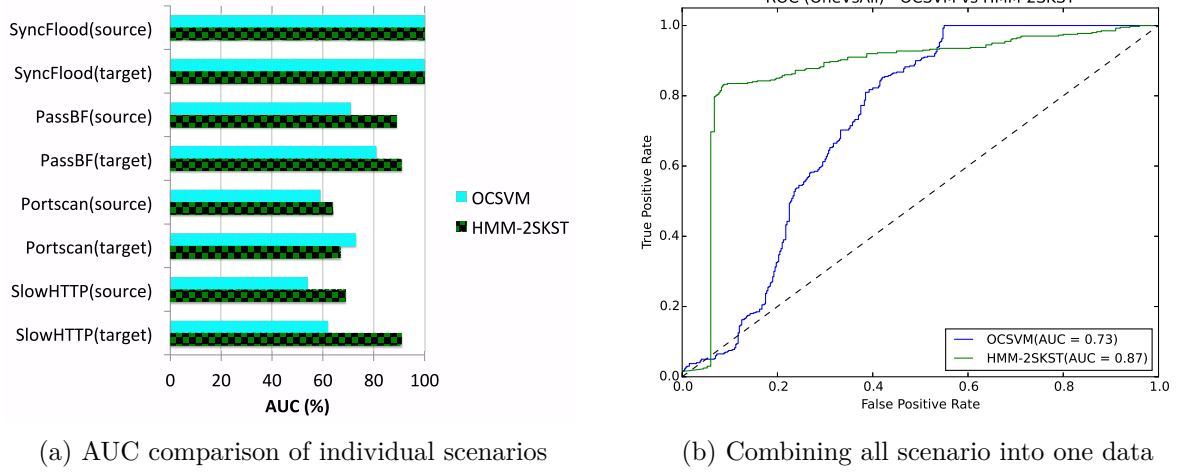 SyncFlood(source)
SyncFlood(target)
PassBF(source)
PassBF(target)
Portscan(source)
Portscan(target)
SlowHTTP(source)
SlowHTTP(target)
0 20 40 60 80 100
AUC (%)
OCSVM
HMM-2SKST
(a) AUC comparison of individual scenarios
ROC (OneVsAll) - OCSVM vs HMM-2SKST
1.0
0.8
0.6
0.4
0.2
0.0
True Positive Rate
0.0 0.2 0.4 0.6 0.8 1.0
False Positive Rate
OCSVM(AUC = 0.73)
HMM-2SKST(AUC = 0.87)
(b) Combining all scenario into one data